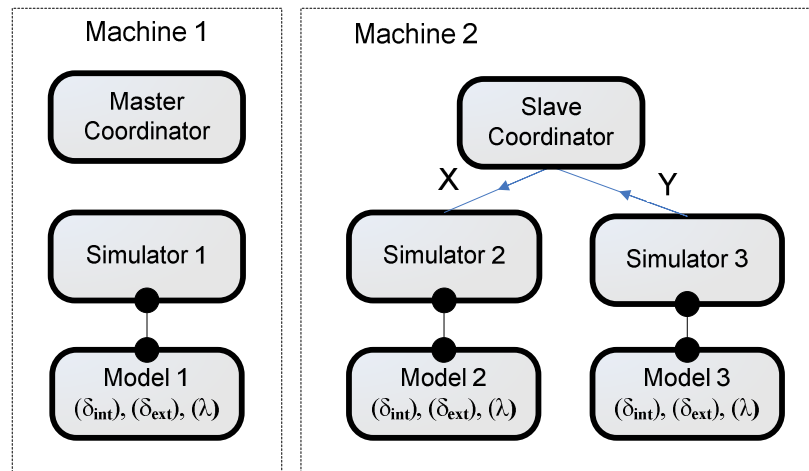 Machine 1
Master
Coordinator
Simulator 1
Model 1
(δint), (δext), (λ)
Machine 2
Slave
Coordinator
X
Y
Simulator 2
Simulator 3
Model 2
(δint), (δext), (λ)
Model 3
(δint), (δext), (λ)